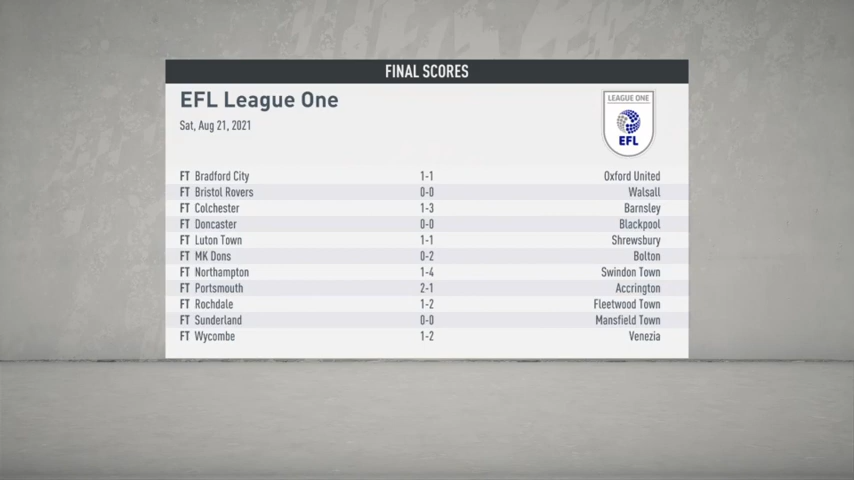 FINAL SCORES
EFL League One
Sat, Aug 21, 2021
LEAGUE ONE
EFL
FT Bradford City 1-1 Oxford United
FT Bristol Rovers 0-0 Walsall
FT Colchester 1-3 Barnsley
FT Doncaster 0-0 Blackpool
FT Luton Town 1-1 Shrewsbury
FT MK Dons 0-2 Bolton
FT Northampton 1-4 Swindon Town
FT Portsmouth 2-1 Accrington
FT Rochdale 1-2 Fleetwood Town
FT Sunderland 0-0 Mansfield Town
FT Wycombe 1-2 Venezia